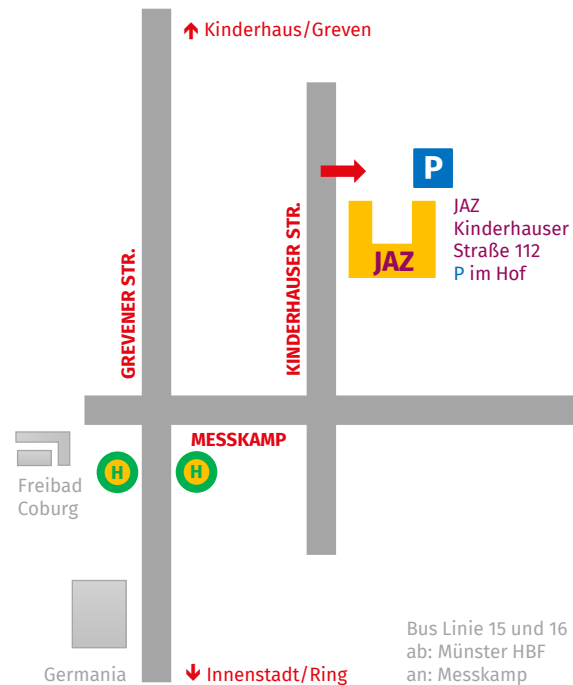 ↑ Kinderhaus/Greven
P
JAZ
Kinderhauser
Straße 112
P im Hof
JAZ
GREVENER STR.
KINDERHAUSER STR.
MESSKAMP
H
H
Freibad
Coburg
Germania
↓ Innenstadt/Ring
Bus Linie 15 und 16
ab: Münster HBF
an: Messkamp